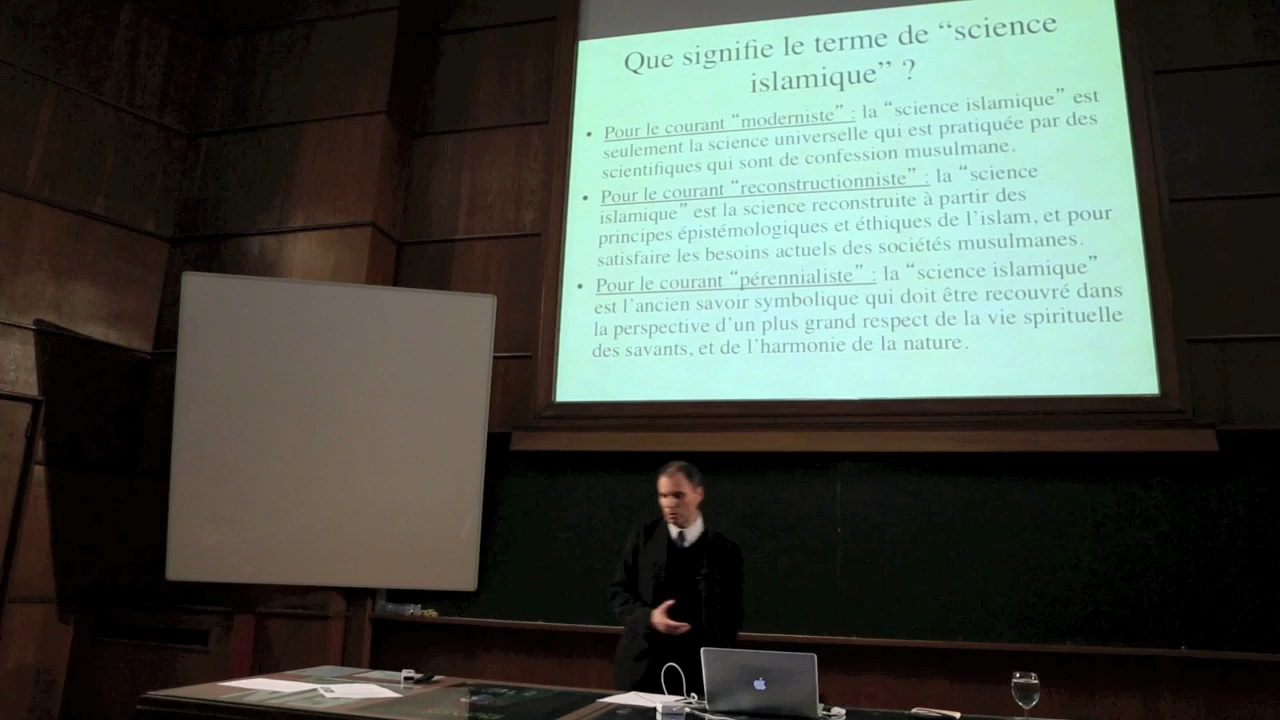 Que signifie le terme de “science
islamique” ?
• Pour le courant “moderniste” : la “science islamique” est
seulement la science universelle qui est pratiquée par des
scientifiques qui sont de confession musulmane.
• Pour le courant “reconstructionniste” : la “science
islamique” est la science reconstruite à partir des
principes épistémologiques et éthiques de l’islam, et pour
satisfaire les besoins actuels des sociétés musulmanes.
• Pour le courant “pérennialiste” : la “science islamique”
est l’ancien savoir symbolique qui doit être recouvré dans
la perspective d’un plus grand respect de la vie spirituelle
des savants, et de l’harmonie de la nature.